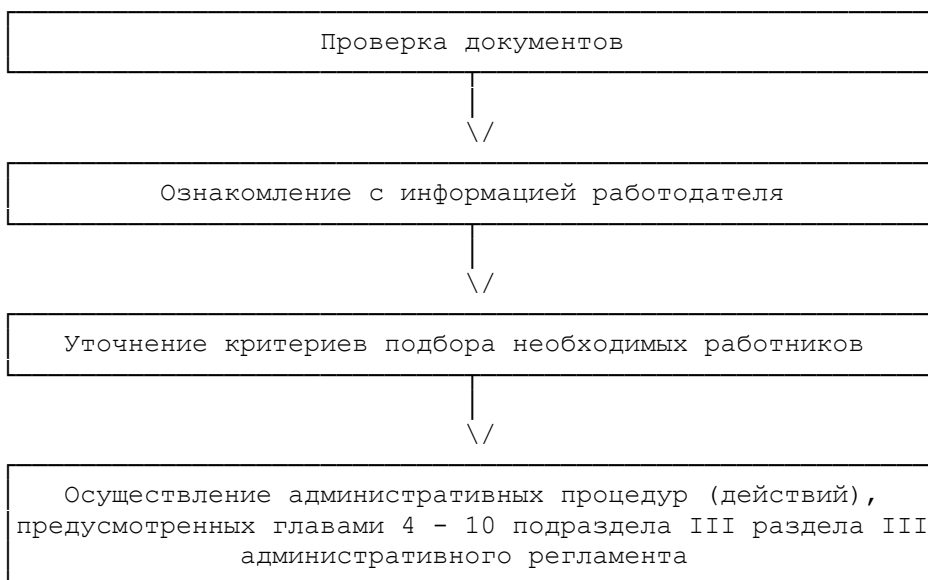 Проверка документов
\/
Ознакомление с информацией работодателя
\/
Уточнение критериев подбора необходимых работников
\/
Осуществление административных процедур (действий),
предусмотренных главами 4 - 10 подраздела III раздела III
административного регламента